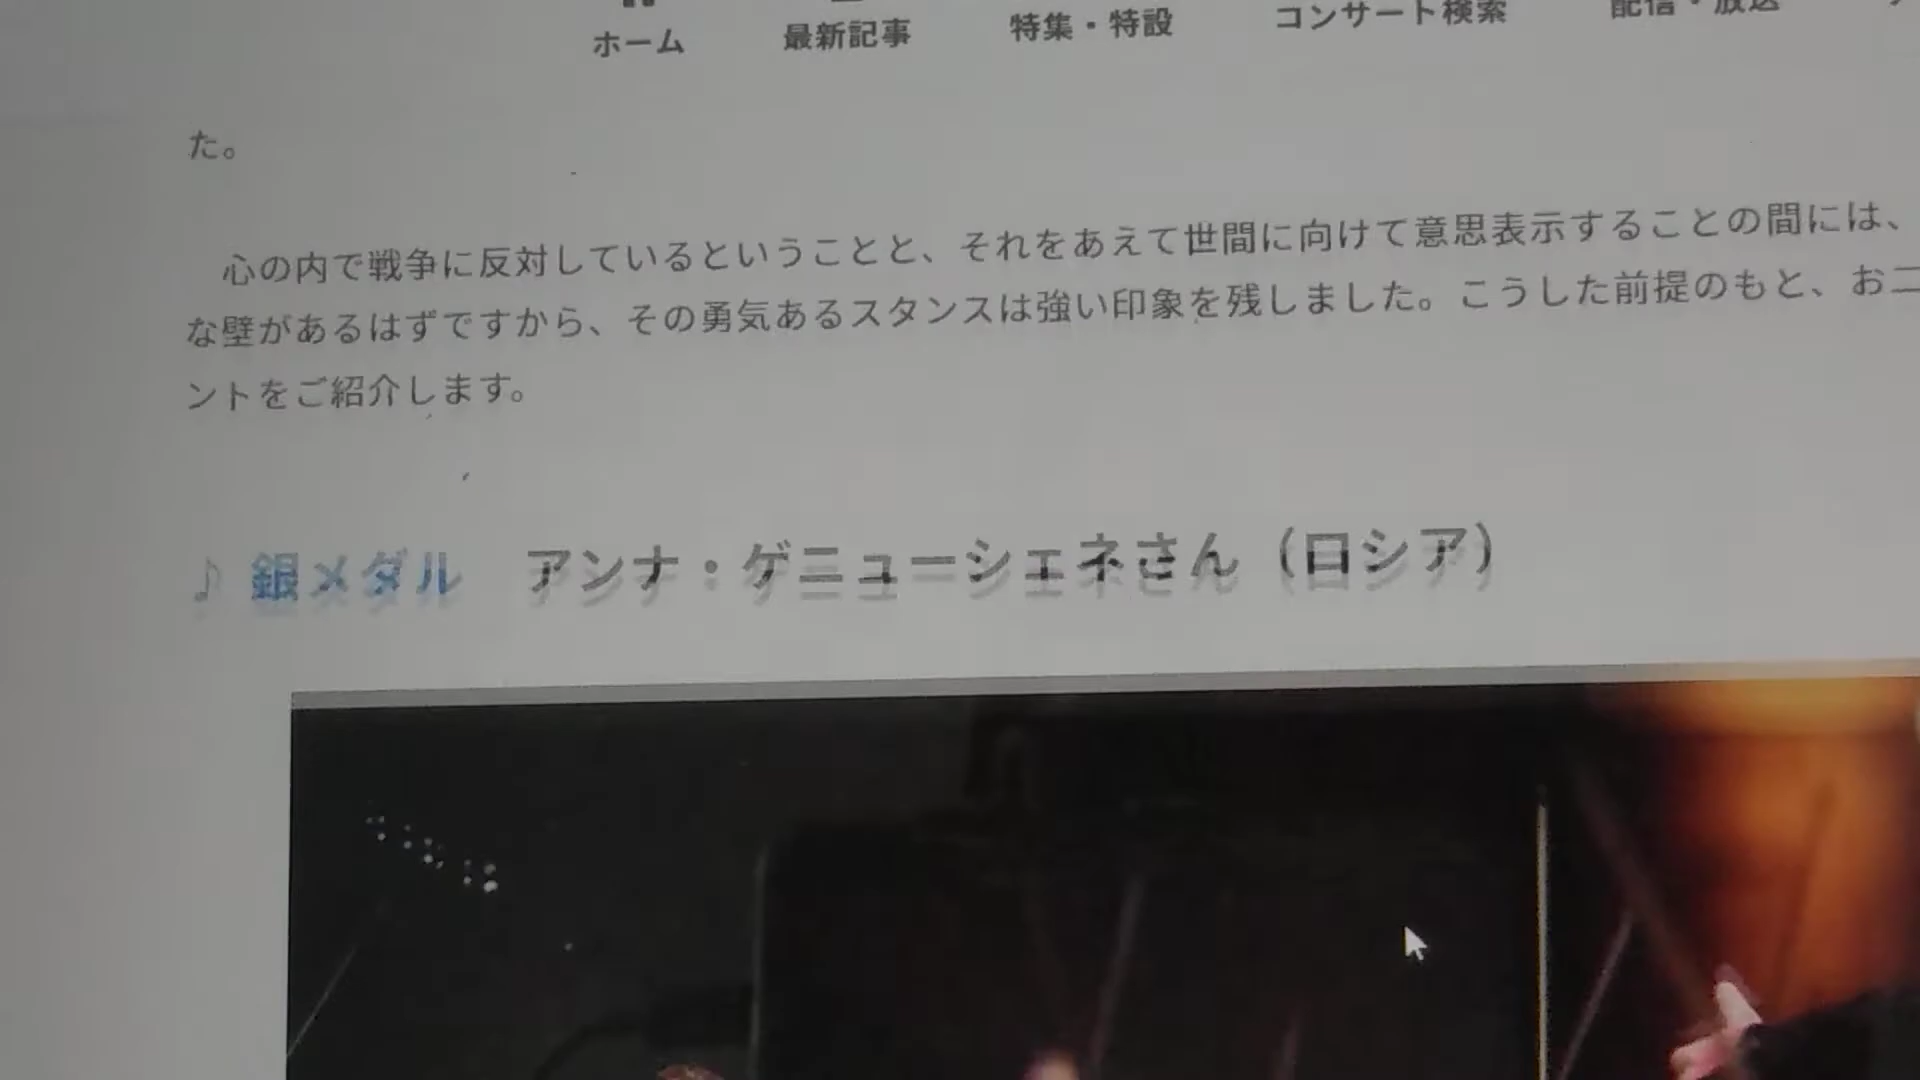 ホーム 最新記事 特集・特設 コンサート検索 配信・放送
た。
心の内で戦争に反対しているということと、それをあえて世間に向けて意思表示することの間には、
な壁があるはずですから、その勇気あるスタンスは強い印象を残しました。こうした前提のもと、お二
ントをご紹介します。
♪ 銀メダル アンナ・ゲニューシェネさん（ロシア）